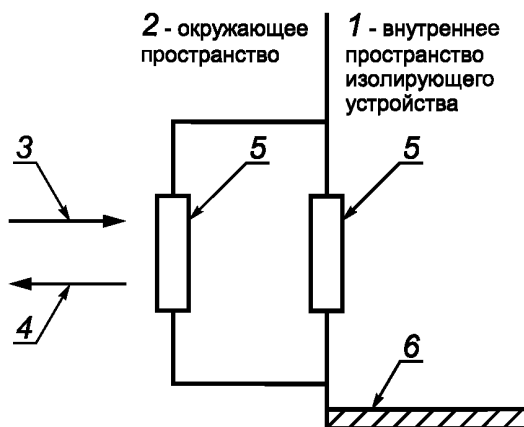 2 - окружающее
пространство
1 - внутреннее
пространство
изолирующего
устройства
3
5
5
4
6